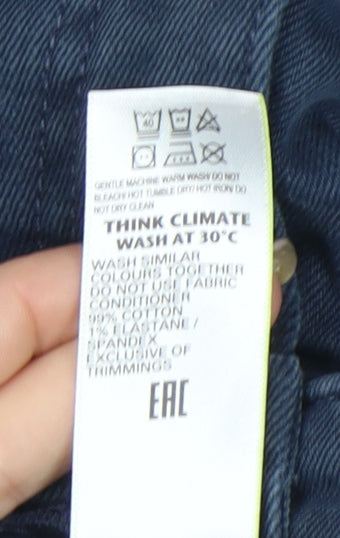 40
GENTLE MACHINE WARM WASH/ DO NOT
BLEACH/ HOT TUMBLE DRY/ HOT IRON/ DO
NOT DRY CLEAN
THINK CLIMATE
WASH AT 30°C
WASH SIMILAR
COLOURS TOGETHER
DO NOT USE FABRIC
CONDITIONER
99% COTTON
1% ELASTANE /
SPANDEX
EXCLUSIVE OF
TRIMMINGS
EAC